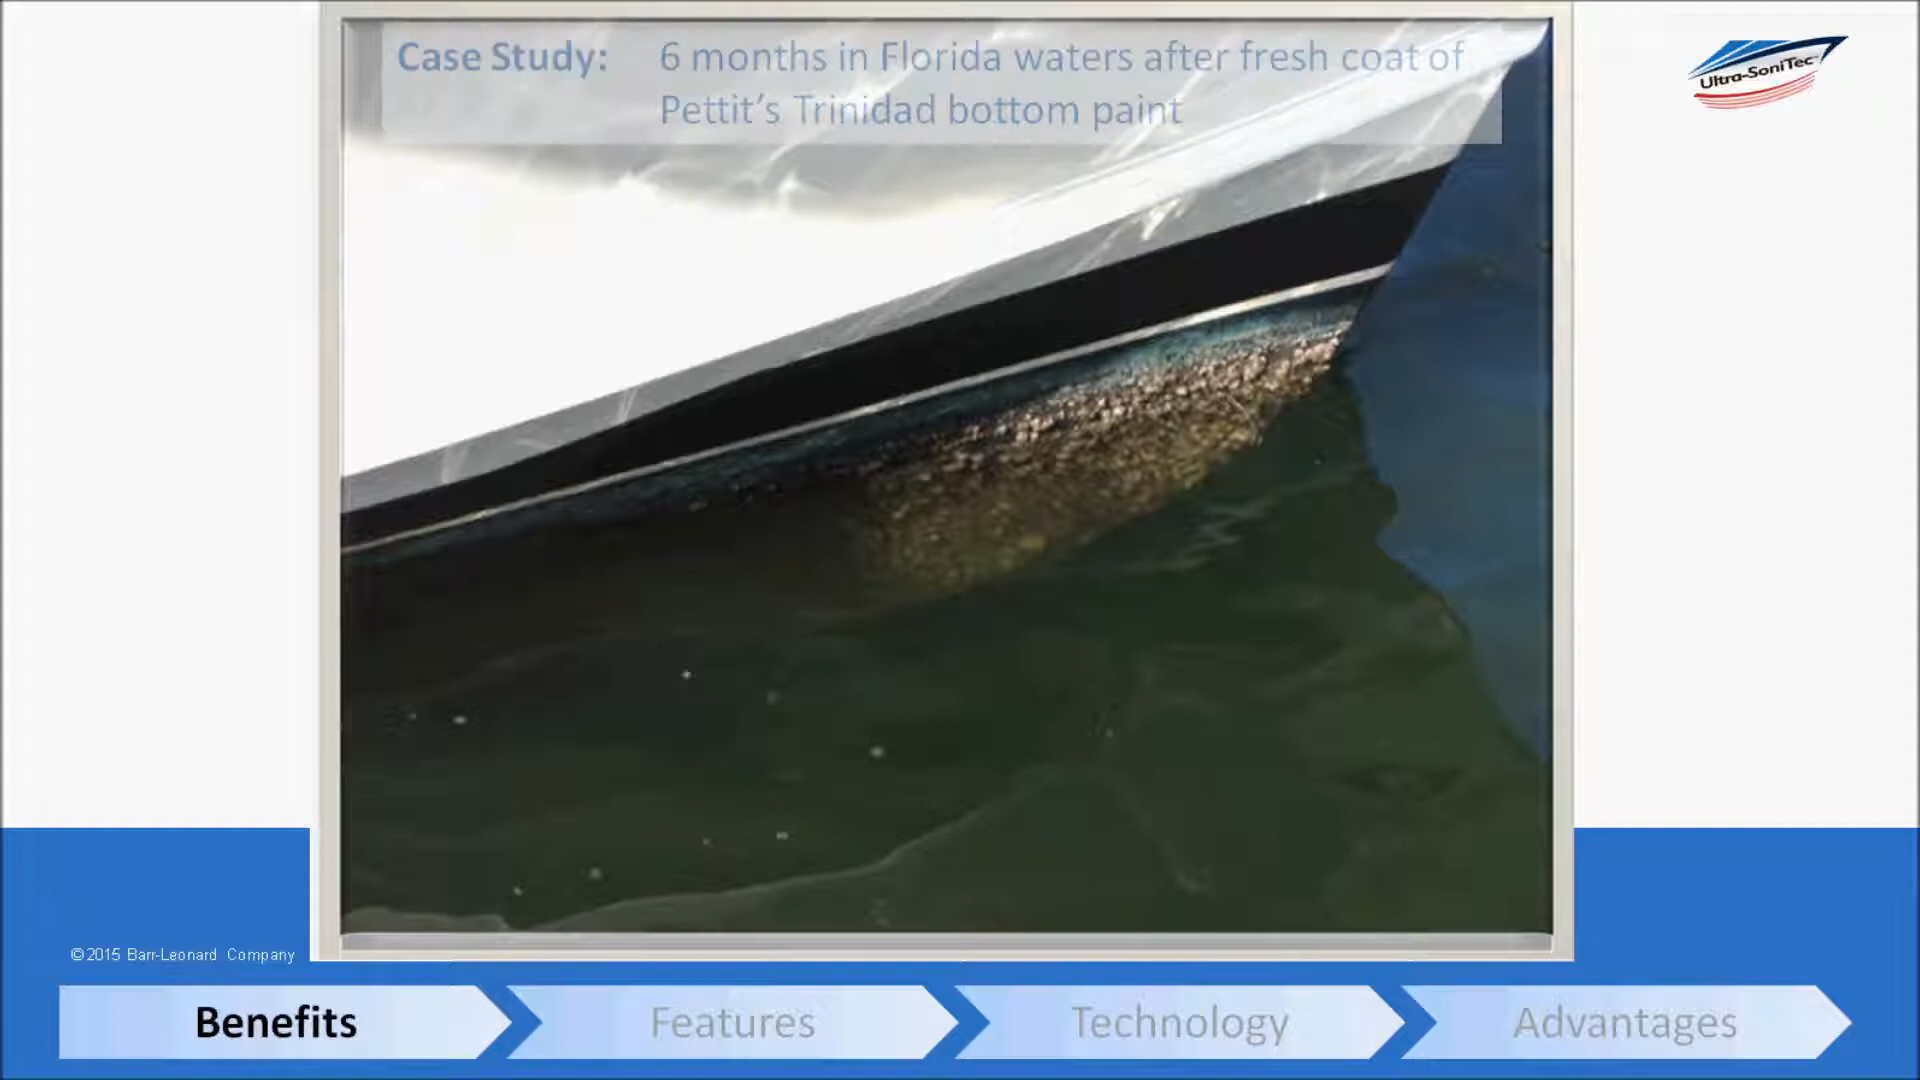 Case Study: 6 months in Florida waters after fresh coat of
Pettit's Trinidad bottom paint
Ultra-SoniTec
©2015 Barr-Leonard Company
Benefits
Features
Technology
Advantages